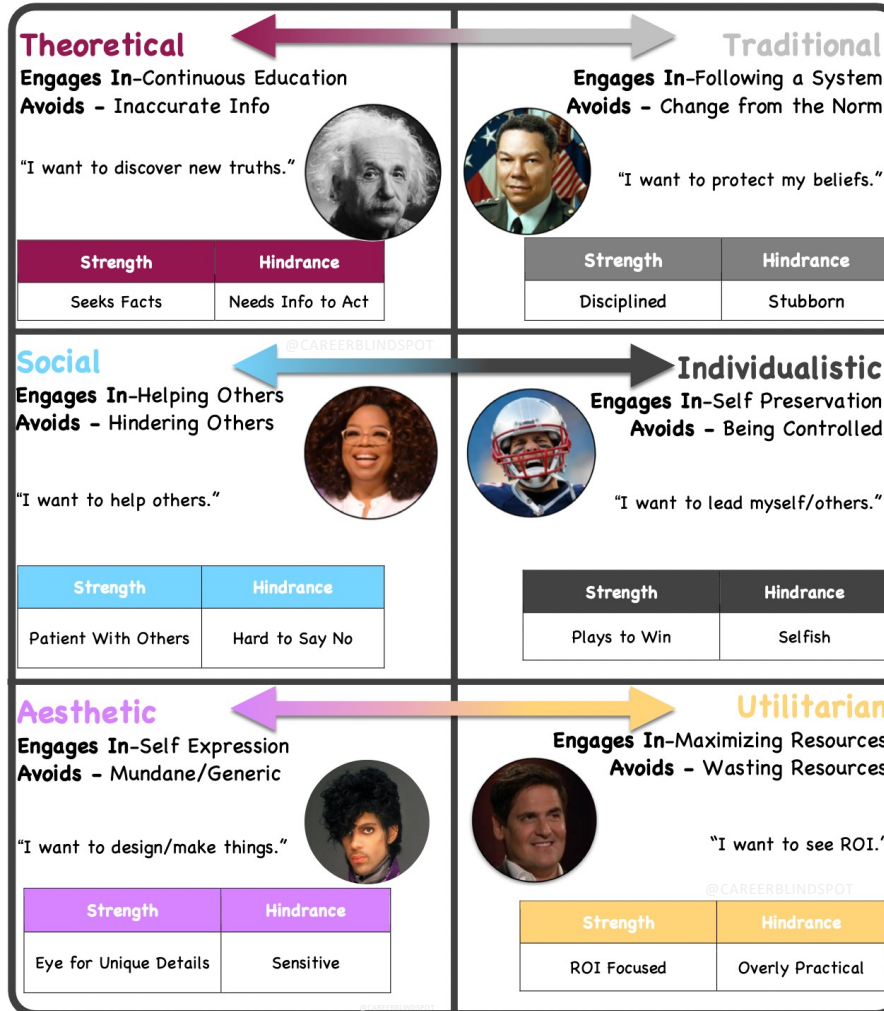 Theoretical
Engages In-Continuous Education
Avoids - Inaccurate Info
“I want to discover new truths.”
Strength Hindrance
Seeks Facts Needs Info to Act
Traditional
Engages In-Following a System
Avoids - Change from the Norm
“I want to protect my beliefs.”
Strength Hindrance
Disciplined Stubborn
@CAREERBLINDSPOT
Social
Engages In-Helping Others
Avoids - Hindering Others
“I want to help others.”
Strength Hindrance
Patient With Others Hard to Say No
Individualistic
Engages In-Self Preservation
Avoids - Being Controlled
“I want to lead myself/others.”
Strength Hindrance
Plays to Win Selfish
Aesthetic
Engages In-Self Expression
Avoids - Mundane/Generic
“I want to design/make things.”
Strength Hindrance
Eye for Unique Details Sensitive
@CAREERBLINDSPOT
Utilitarian
Engages In-Maximizing Resources
Avoids - Wasting Resources
“I want to see ROI.”
@CAREERBLINDSPOT
Strength Hindrance
ROI Focused Overly Practical